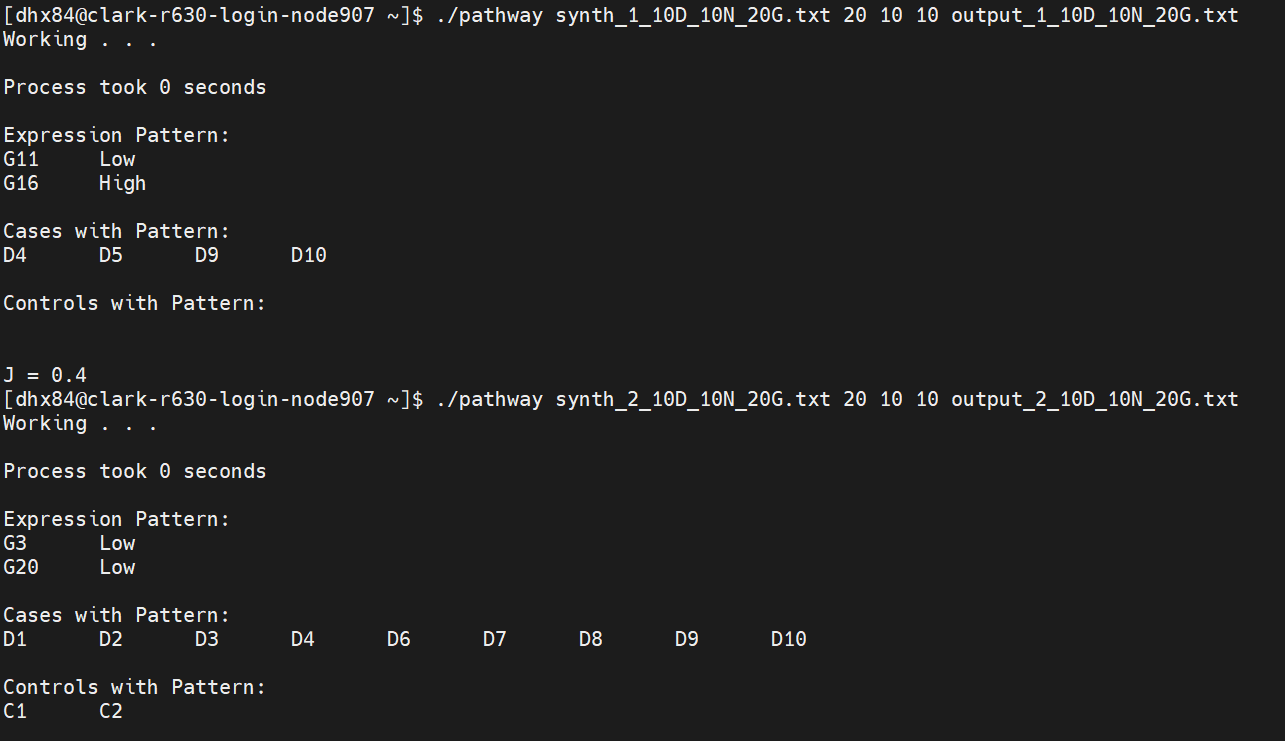 [dhx84@clark-r630-login-node907 ~]$ ./pathway synth_1_10D_10N_20G.txt 20 10 10 output_1_10D_10N_20G.txt
Working . . .
Process took 0 seconds
Expression Pattern:
G11 Low
G16 High
Cases with Pattern:
D4 D5 D9 D10
Controls with Pattern:
J = 0.4
[dhx84@clark-r630-login-node907 ~]$ ./pathway synth_2_10D_10N_20G.txt 20 10 10 output_2_10D_10N_20G.txt
Working . . .
Process took 0 seconds
Expression Pattern:
G3 Low
G20 Low
Cases with Pattern:
D1 D2 D3 D4 D6 D7 D8 D9 D10
Controls with Pattern:
C1 C2